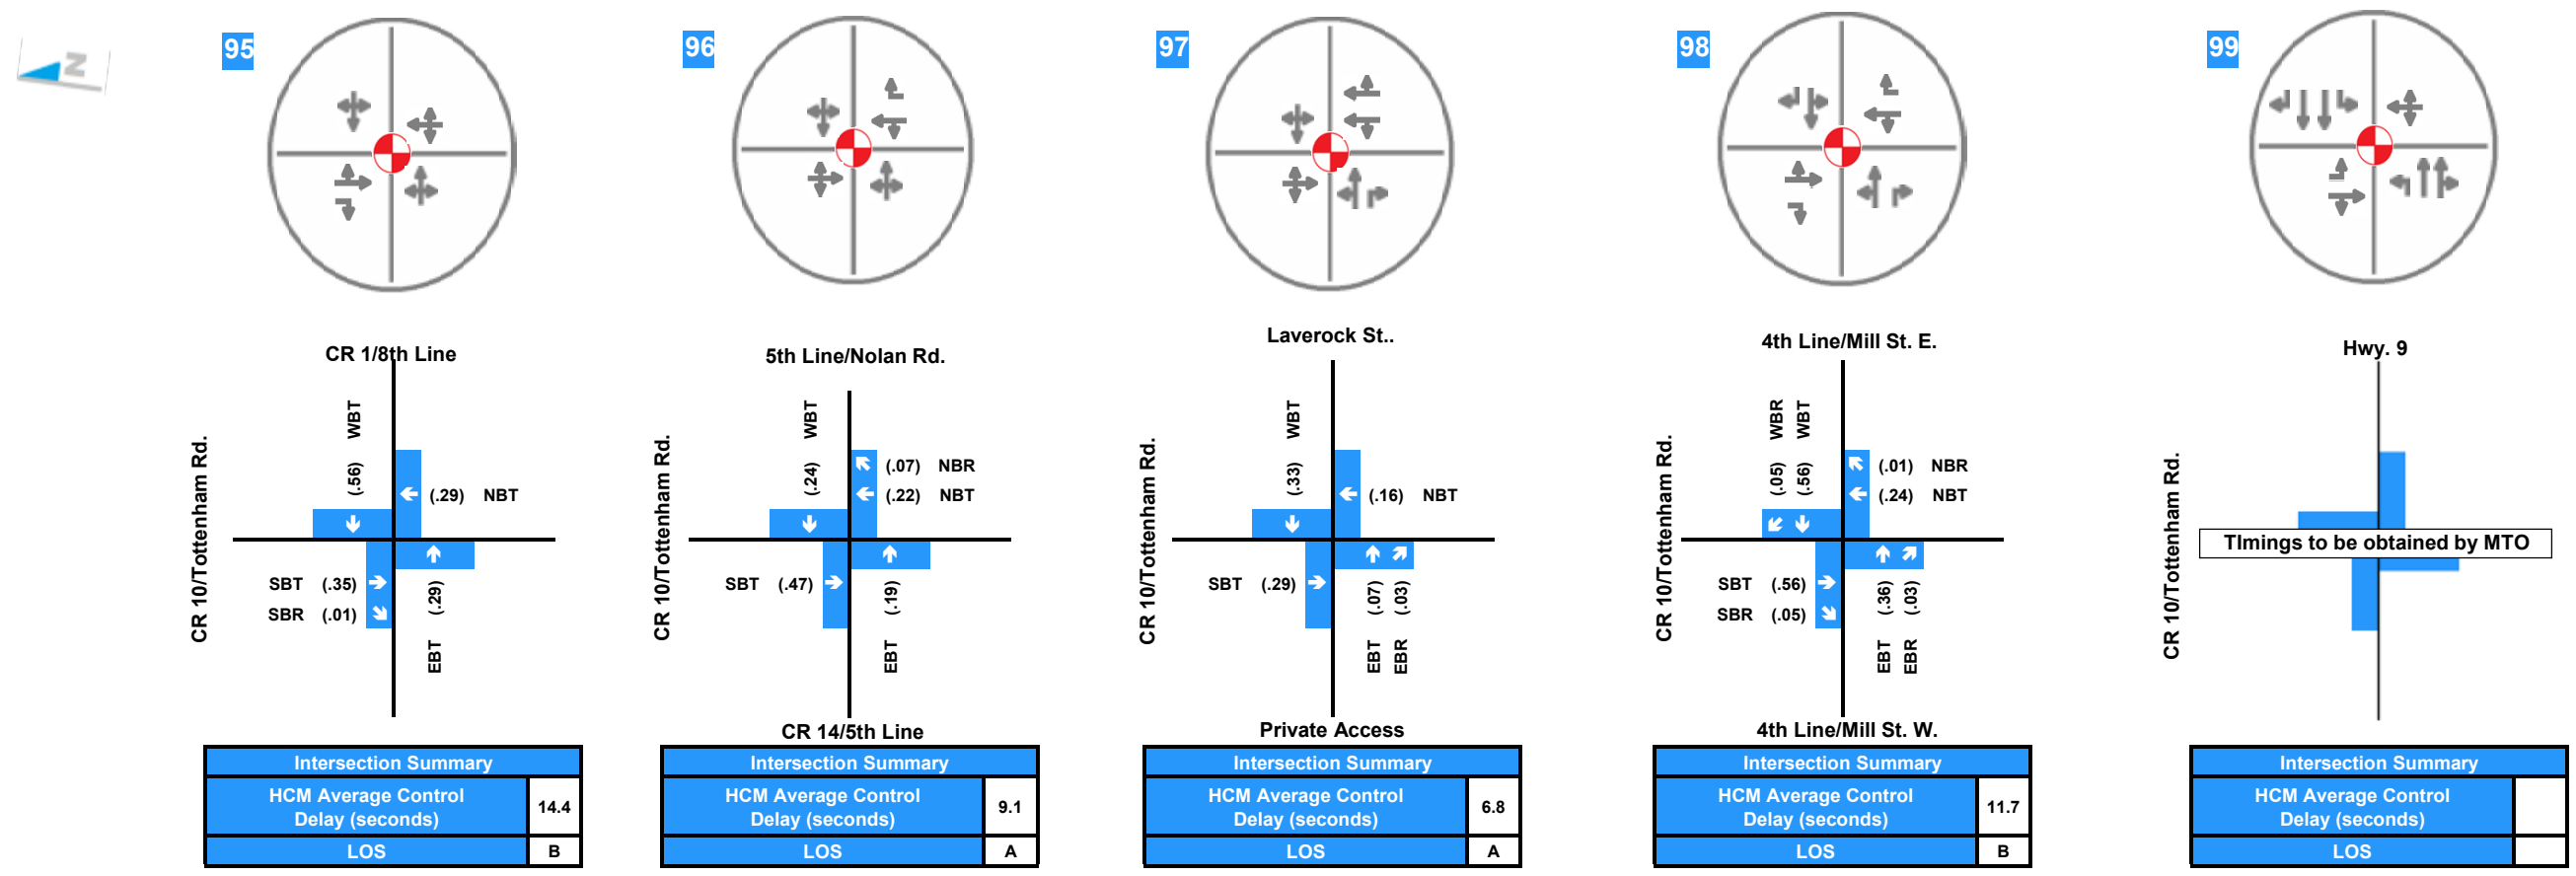 N
95
96
97
98
99
CR 1/8th Line
CR 10/Tottenham Rd.
WBT
(.56)
(.29) NBT
SBT (.35)
SBR (.01)
(.29)
EBT
Intersection Summary
HCM Average Control
Delay (seconds)
14.4
LOS
B
5th Line/Nolan Rd.
CR 10/Tottenham Rd.
WBT
(.24)
(.07) NBR
(.22) NBT
SBT (.47)
(.19)
EBT
CR 14/5th Line
Intersection Summary
HCM Average Control
Delay (seconds)
9.1
LOS
A
Laverock St..
CR 10/Tottenham Rd.
WBT
(.33)
(.16) NBT
SBT (.29)
(.07) (.03)
EBT EBR
Private Access
Intersection Summary
HCM Average Control
Delay (seconds)
6.8
LOS
A
4th Line/Mill St. E.
CR 10/Tottenham Rd.
WBR WBT
(.05) (.56)
(.01) NBR
(.24) NBT
SBT (.56)
SBR (.05)
(.36) (.03)
EBT EBR
4th Line/Mill St. W.
Intersection Summary
HCM Average Control
Delay (seconds)
11.7
LOS
B
Hwy. 9
CR 10/Tottenham Rd.
TImings to be obtained by MTO
Intersection Summary
HCM Average Control
Delay (seconds)
LOS